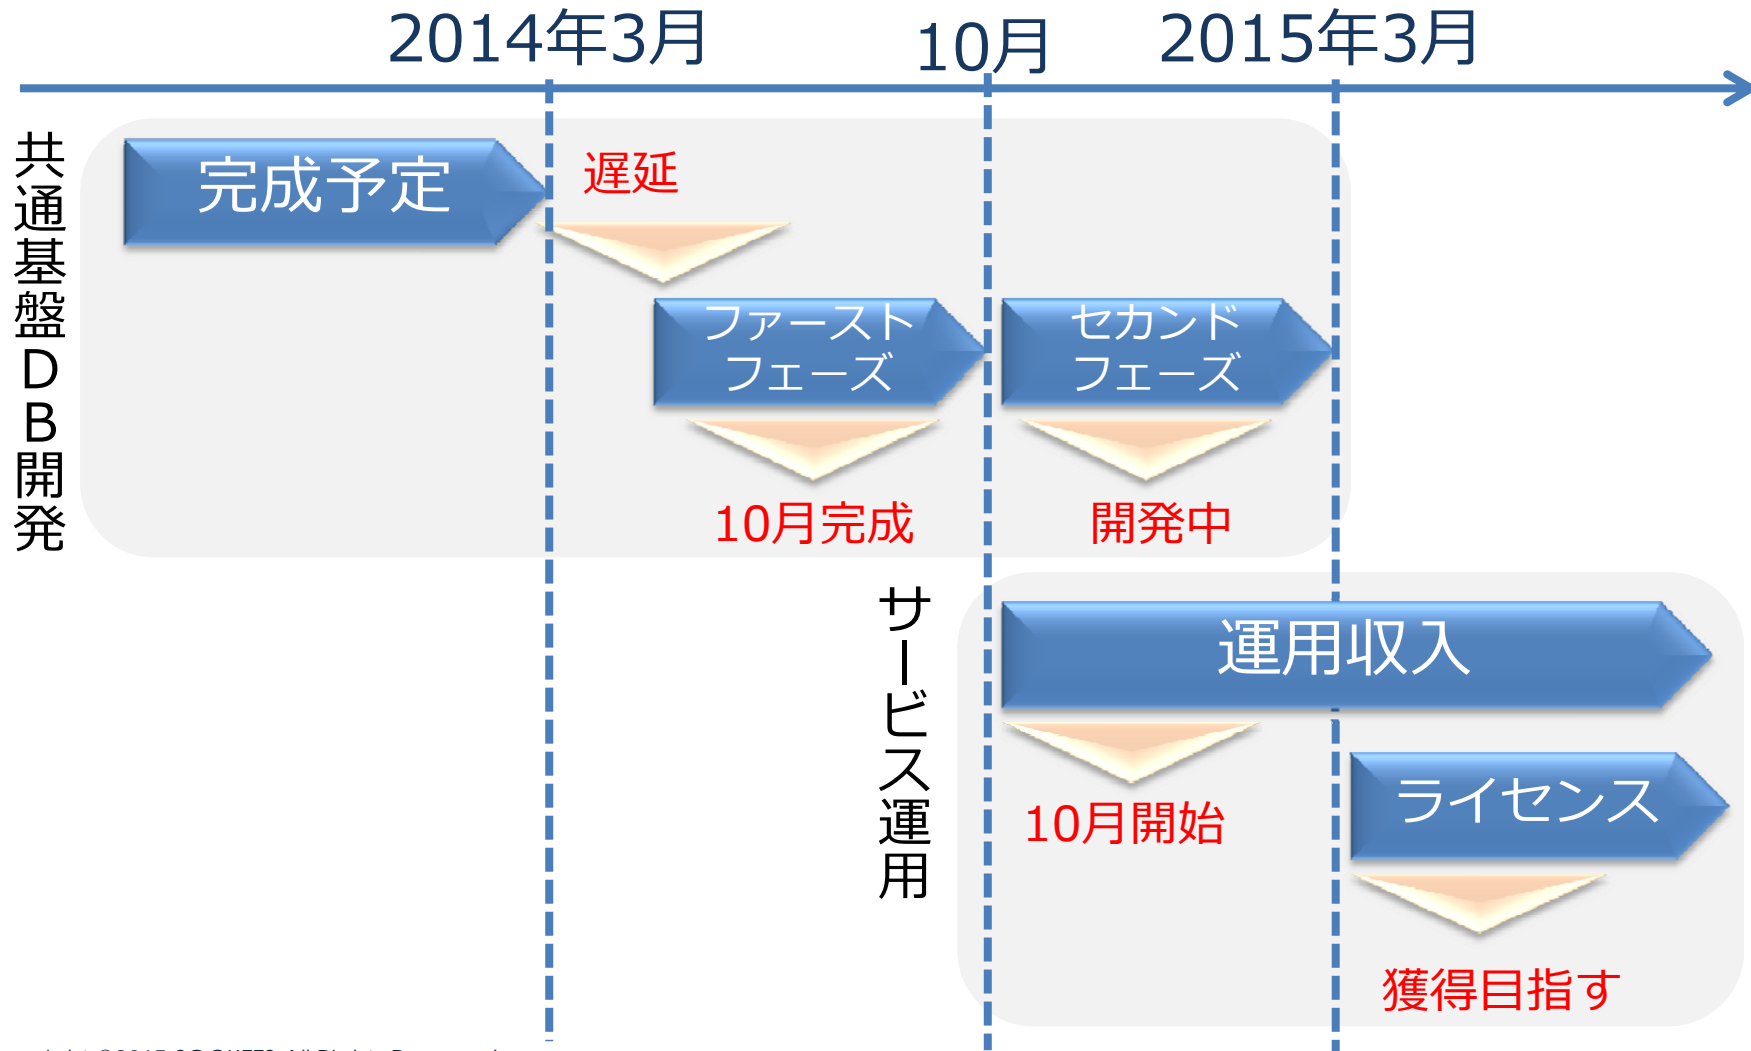 2014年3月
10月
2015年3月
共通基盤DB開発
完成予定
遅延
ファースト
フェーズ
セカンド
フェーズ
10月完成
開発中
サービス運用
運用収入
10月開始
ライセンス
獲得目指す